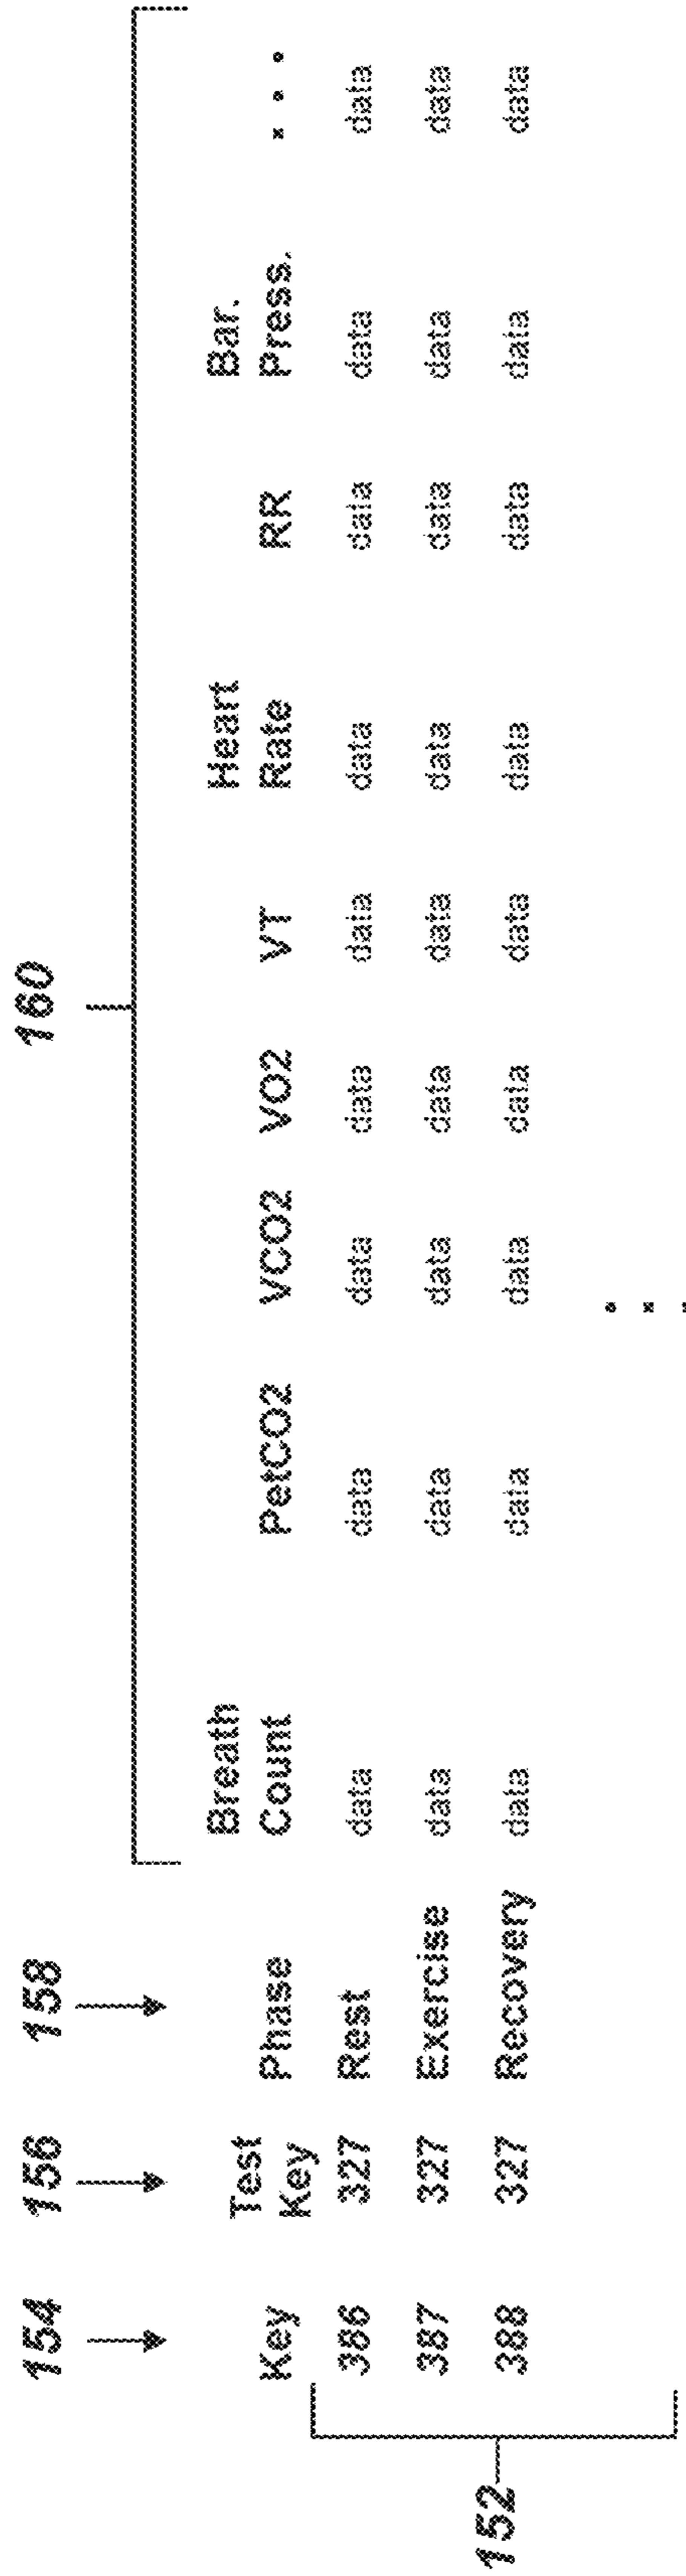 160
154 156 158
Breath Heart Bar.
Test
Key Phase Count PetCO2 VCO2 VO2 VT Rate RR Press. . . .
Key
386 327 Rest data data data data data data data data data
387 327 Exercise data data data data data data data data data
388 327 Recovery data data data data data data data data data
152
. . .